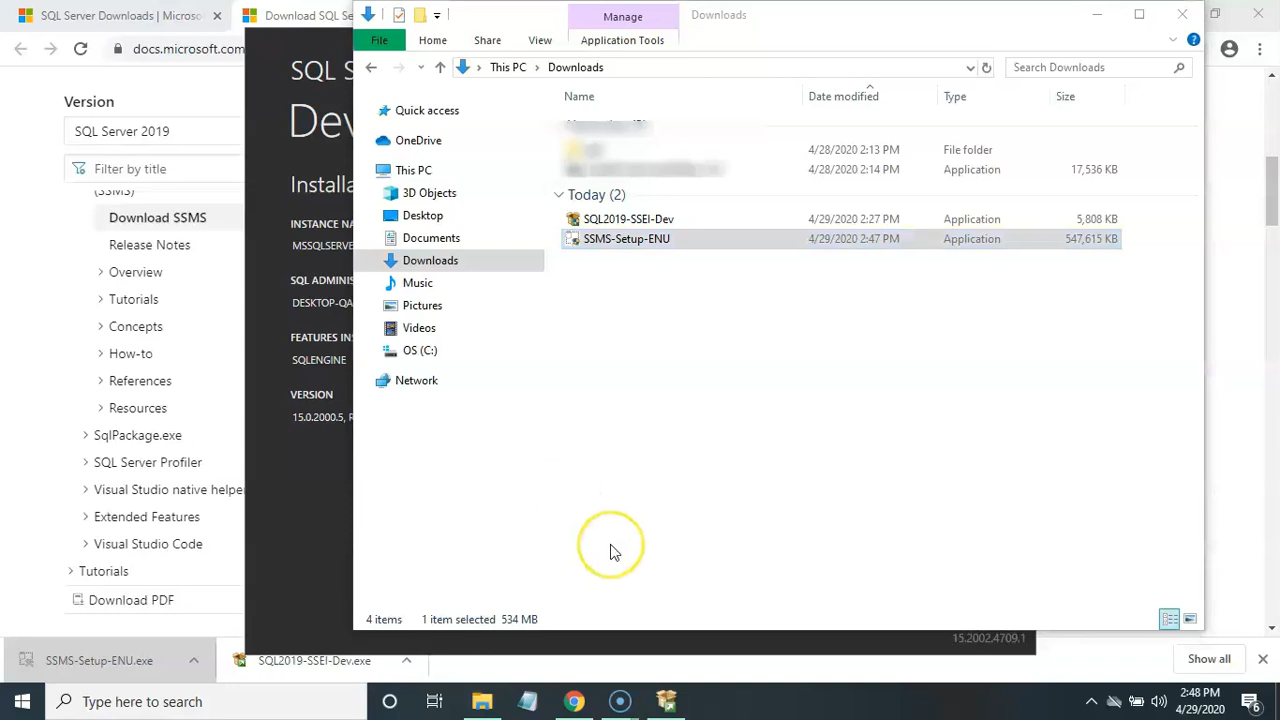 SQL Server Downloads | Microsof
Download SQL Se
docs.microsoft.com
Version
SQL Server 2019
Filter by title
(SSMS)
Download SSMS
Release Notes
Overview
Tutorials
Concepts
How-to
References
Resources
SqlPackage.exe
SQL Server Profiler
Visual Studio native helpe
Extended Features
Visual Studio Code
Tutorials
Download PDF
SQL S
Dev
Installa
INSTANCE NA
MSSQLSERVE
SQL ADMINIS
DESKTOP-QA
FEATURES INS
SQLENGINE
VERSION
15.0.2000.5, R
15.2002.4709.1
Manage
Downloads
File
Home
Share
View
Application Tools
This PC
Downloads
Search Downloads
Name
Date modified
Type
Size
Quick access
OneDrive
This PC
3D Objects
Desktop
Documents
Downloads
Music
Pictures
Videos
OS (C:)
Network
4/28/2020 2:13 PM File folder
4/28/2020 2:14 PM Application 17,536 KB
Today (2)
SQL2019-SSEI-Dev 4/29/2020 2:27 PM Application 5,808 KB
SSMS-Setup-ENU 4/29/2020 2:47 PM Application 547,615 KB
4 items 1 item selected 534 MB
SSMS-Setup-ENU.exe
SQL2019-SSEI-Dev.exe
Show all
Type here to search
2:48 PM
4/29/2020
6